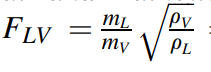 F_{LV} = \frac{m_L}{m_V} \sqrt{\frac{\rho_V}{\rho_L}} =